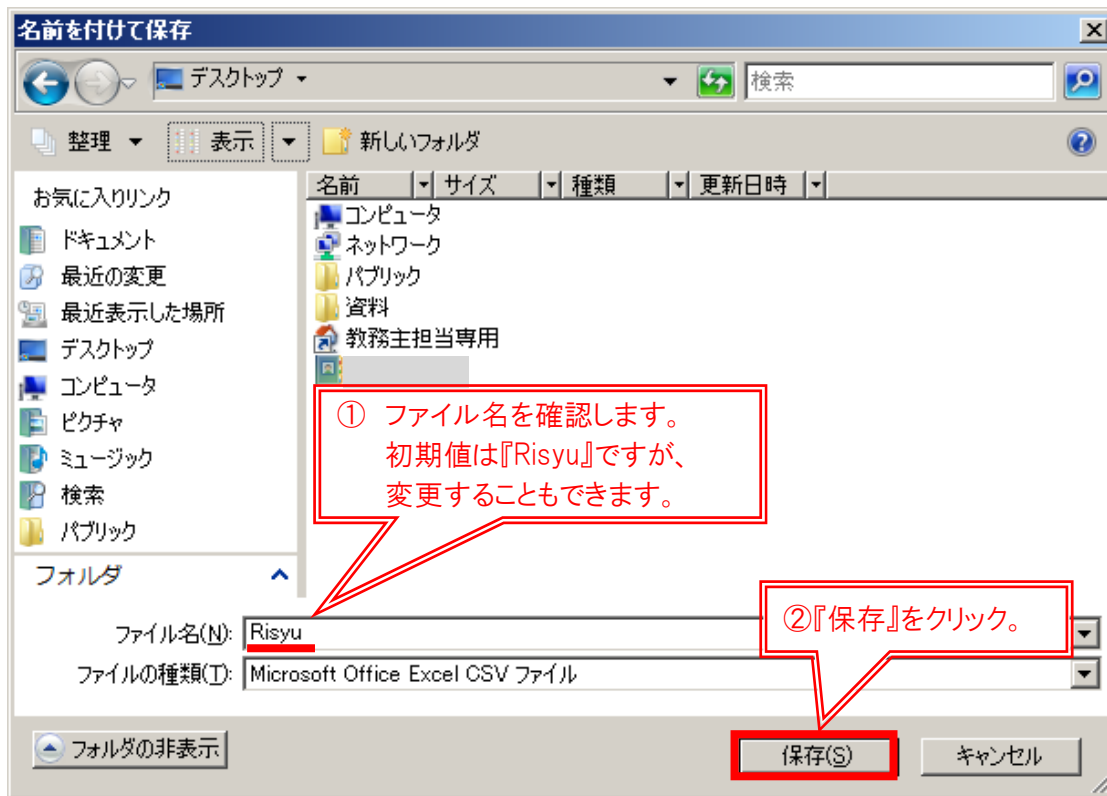 名前を付けて保存
デスクトップ
検索
整理
表示
新しいフォルダ
お気に入りリンク
ドキュメント
最近の変更
最近表示した場所
デスクトップ
コンピュータ
ピクチャ
ミュージック
検索
パブリック
フォルダ
名前 サイズ 種類 更新日時
コンピュータ
ネットワーク
パブリック
資料
教務主担当専用
① ファイル名を確認します。
初期値は『Risyu』ですが、
変更することもできます。
②『保存』をクリック。
ファイル名(N): Risyu
ファイルの種類(T): Microsoft Office Excel CSV ファイル
フォルダの非表示
保存(S)
キャンセル